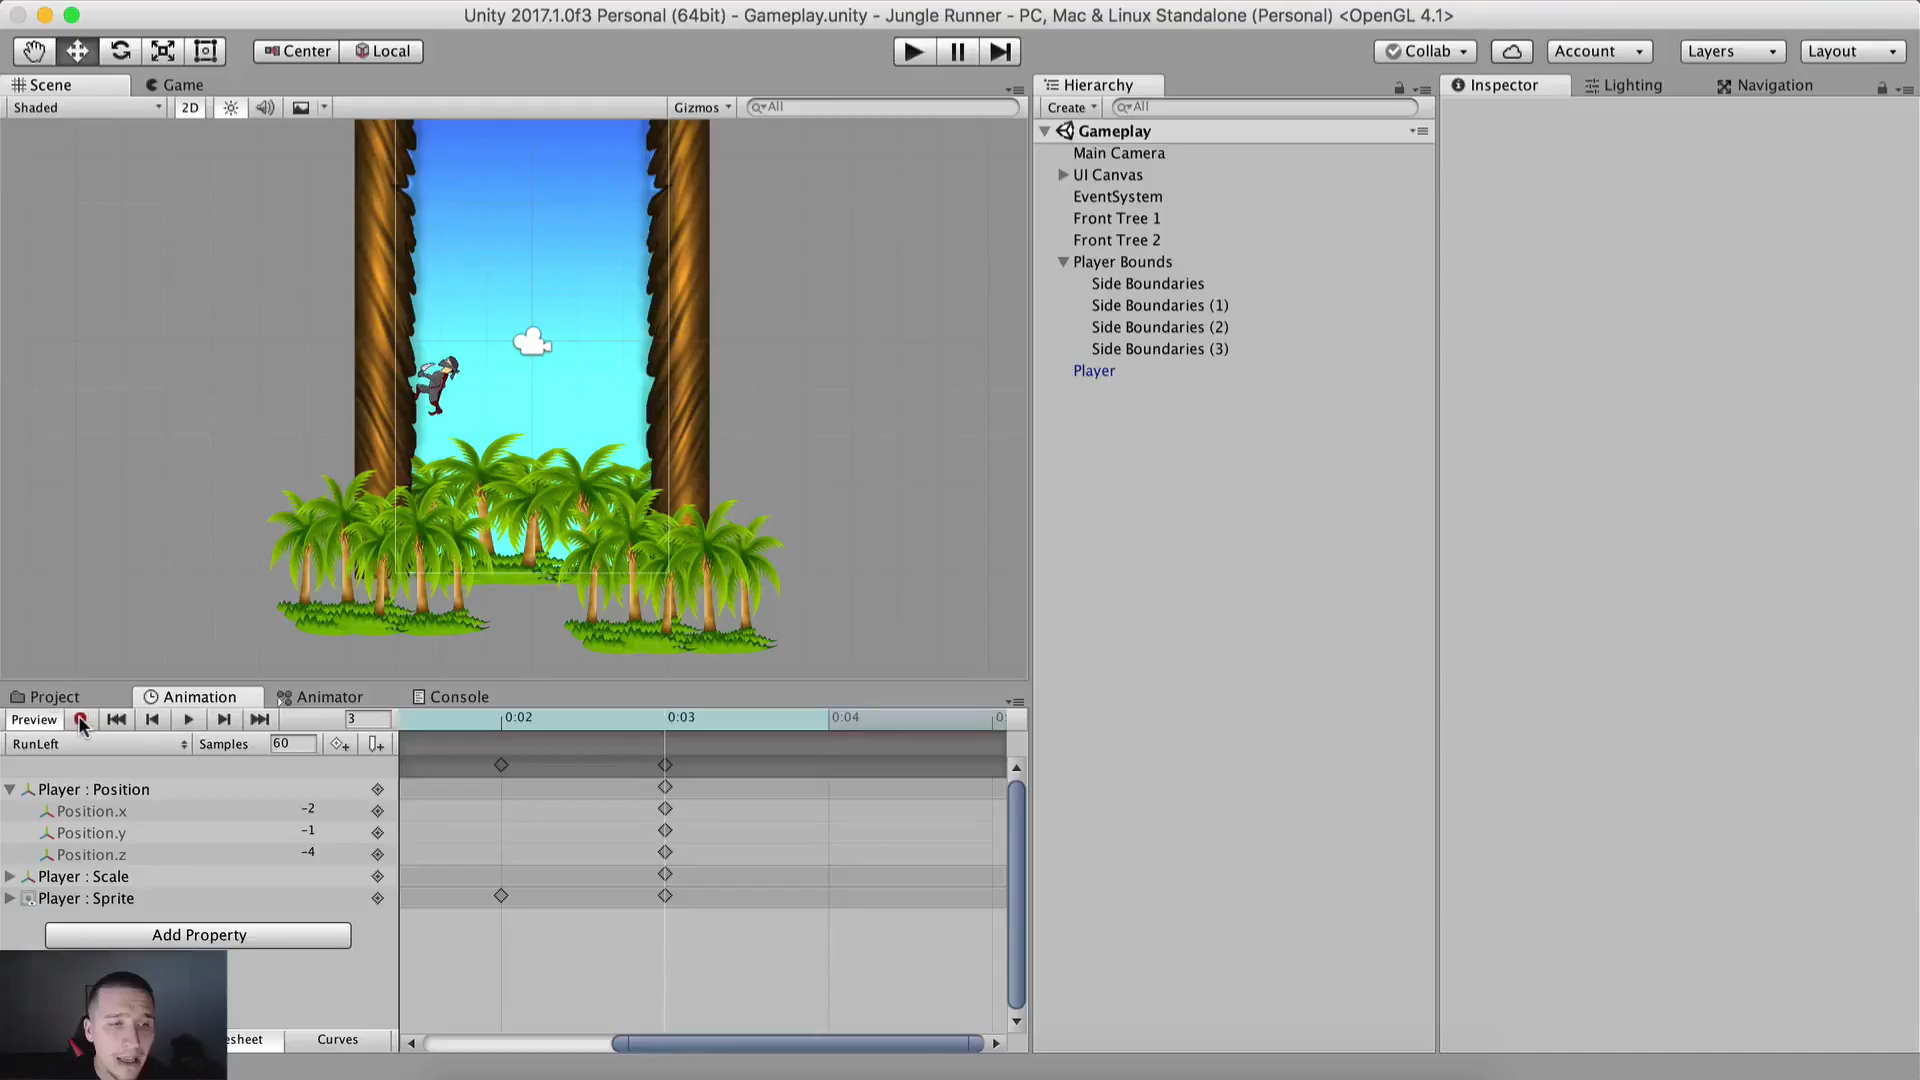 Unity 2017.1.0f3 Personal (64bit) - Gameplay.unity - Jungle Runner - PC, Mac & Linux Standalone (Personal) <OpenGL 4.1>
Center Local Collab Account Layers Layout
Scene Game Hierarchy Inspector Lighting Navigation
Shaded 2D Gizmos All Create All
Gameplay
Main Camera
UI Canvas
EventSystem
Front Tree 1
Front Tree 2
Player Bounds
Side Boundaries
Side Boundaries (1)
Side Boundaries (2)
Side Boundaries (3)
Player
Project Animation Animator Console
Preview 3 0:02 0:03 0:04
RunLeft Samples 60
Player : Position
Position.x -2
Position.y -1
Position.z -4
Player : Scale
Player : Sprite
Add Property
Curves